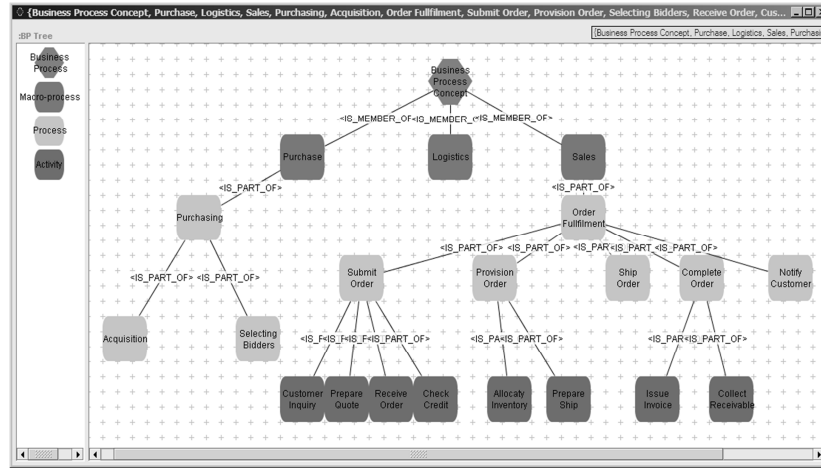 {Business Process Concept, Purchase, Logistics, Sales, Purchasing, Acquisition, Order Fullfilment, Submit Order, Provision Order, Selecting Bidders, Receive Order, Cus...
{Business Process Concept, Purchase, Logistics, Sales, Purchasi
:BP Tree
Business
Process
Macro-process
Process
Activity
Business
Process
Concept
<IS_MEMBER_OF>
<IS_MEMBER_O
<IS_MEMBER_OF>
Purchase
Logistics
Sales
<IS_PART_OF>
<IS_PART_OF>
Purchasing
Order
Fullfilment
<IS_PART_OF>
<IS_PART_OF>
<IS_PAR
<IS_PART_
<IS_PART_OF>
Submit
Order
Provision
Order
Ship
Order
Complete
Order
Notify
Customer
<IS_PART_OF>
<IS_PART_OF>
Acquisition
Selecting
Bidders
<IS_F
<IS_F
<IS_F
<IS_PART_OF>
<IS_PA
<IS_PART_OF>
<IS_PAR
<IS_PART_OF>
Customer
Inquiry
Prepare
Quote
Receive
Order
Check
Credit
Allocaty
Inventory
Prepare
Ship
Issue
Invoice
Collect
Receivable